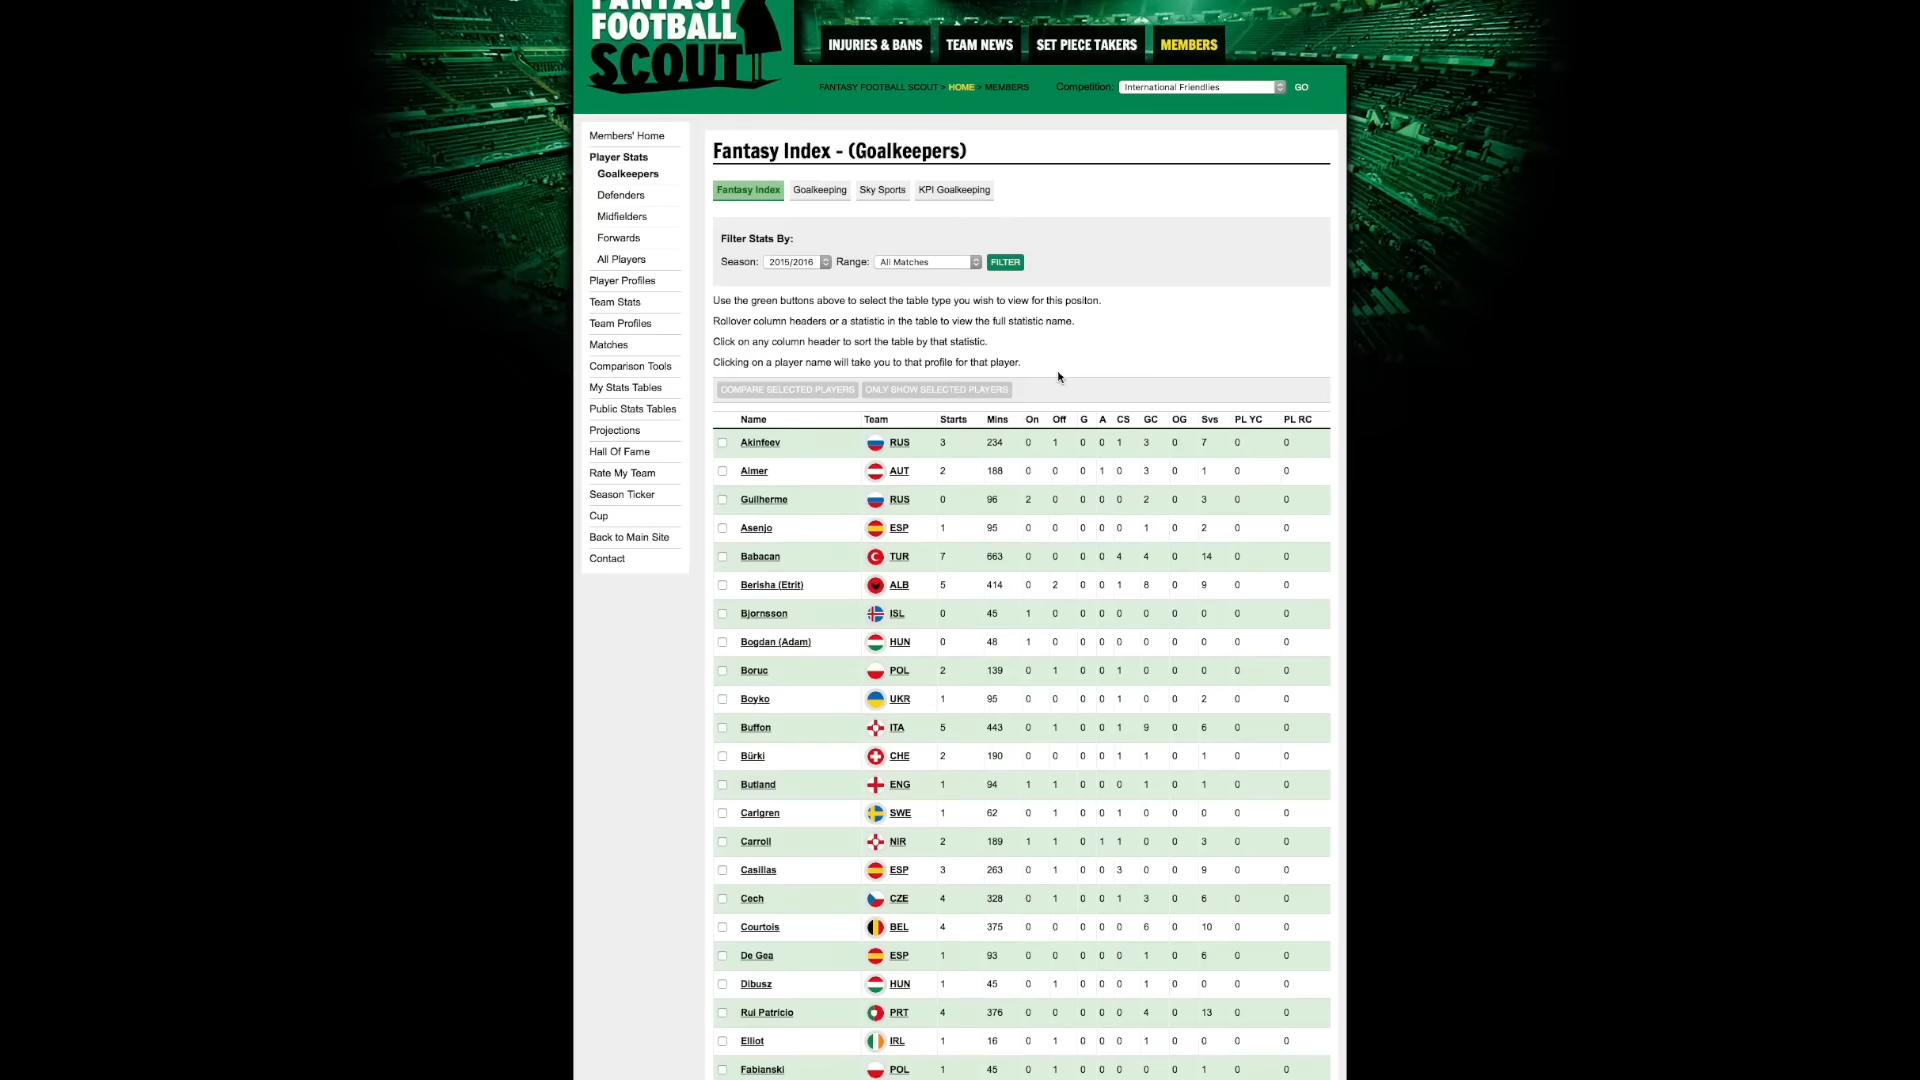 FANTASY
FOOTBALL
SCOUT
INJURIES & BANS TEAM NEWS SET PIECE TAKERS MEMBERS
FANTASY FOOTBALL SCOUT > HOME > MEMBERS Competition: International Friendlies GO
Members' Home
Player Stats
Goalkeepers
Defenders
Midfielders
Forwards
All Players
Player Profiles
Team Stats
Team Profiles
Matches
Comparison Tools
My Stats Tables
Public Stats Tables
Projections
Hall Of Fame
Rate My Team
Season Ticker
Cup
Back to Main Site
Contact
Fantasy Index - (Goalkeepers)
Fantasy Index Goalkeeping Sky Sports KPI Goalkeeping
Filter Stats By:
Season: 2015/2016 Range: All Matches FILTER
Use the green buttons above to select the table type you wish to view for this positon.
Rollover column headers or a statistic in the table to view the full statistic name.
Click on any column header to sort the table by that statistic.
Clicking on a player name will take you to that profile for that player.
COMPARE SELECTED PLAYERS ONLY SHOW SELECTED PLAYERS
Name Team Starts Mins On Off G A CS GC OG Svs PL YC PL RC
Akinfeev RUS 3 234 0 1 0 0 1 3 0 7 0 0
Almer AUT 2 188 0 0 0 1 0 3 0 1 0 0
Guilherme RUS 0 96 2 0 0 0 0 2 0 3 0 0
Asenjo ESP 1 95 0 0 0 0 0 1 0 2 0 0
Babacan TUR 7 663 0 0 0 0 4 4 0 14 0 0
Berisha (Etrit) ALB 5 414 0 2 0 0 1 8 0 9 0 0
Bjornsson ISL 0 45 1 0 0 0 0 0 0 0 0 0
Bogdan (Adam) HUN 0 48 1 0 0 0 0 0 0 0 0 0
Boruc POL 2 139 0 1 0 0 1 0 0 0 0 0
Boyko UKR 1 95 0 0 0 0 1 0 0 2 0 0
Buffon ITA 5 443 0 1 0 0 1 9 0 6 0 0
Bürki CHE 2 190 0 0 0 0 1 1 0 1 0 0
Butland ENG 1 94 1 1 0 0 0 1 0 1 0 0
Carlgren SWE 1 62 0 1 0 0 1 0 0 0 0 0
Carroll NIR 2 189 1 1 0 1 1 0 0 3 0 0
Casillas ESP 3 263 0 1 0 0 3 0 0 9 0 0
Cech CZE 4 328 0 1 0 0 1 3 0 6 0 0
Courtois BEL 4 375 0 0 0 0 0 6 0 10 0 0
De Gea ESP 1 93 0 0 0 0 0 1 0 6 0 0
Dibusz HUN 1 45 0 1 0 0 0 1 0 0 0 0
Rui Patricio PRT 4 376 0 0 0 0 0 4 0 13 0 0
Elliot IRL 1 16 0 1 0 0 0 1 0 0 0 0
Fabianski POL 1 45 0 1 0 0 0 0 0 1 0 0